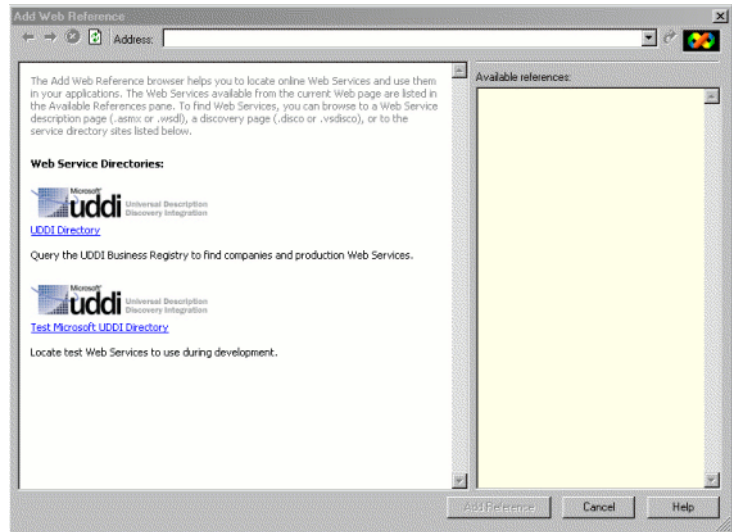 Add Web Reference
Address:
The Add Web Reference browser helps you to locate online Web Services and use them
in your applications. The Web Services available from the current Web page are listed in
the Available References pane. To find Web Services, you can browse to a Web Service
description page (.asmx or .wsdl), a discovery page (.disco or .vsdisco), or to the
service directory sites listed below.
Web Service Directories:
Microsoft
uddi Universal Description
Discovery Integration
UDDI Directory
Query the UDDI Business Registry to find companies and production Web Services.
Microsoft
uddi Universal Description
Discovery Integration
Test Microsoft UDDI Directory
Locate test Web Services to use during development.
Available references:
Add Reference
Cancel
Help